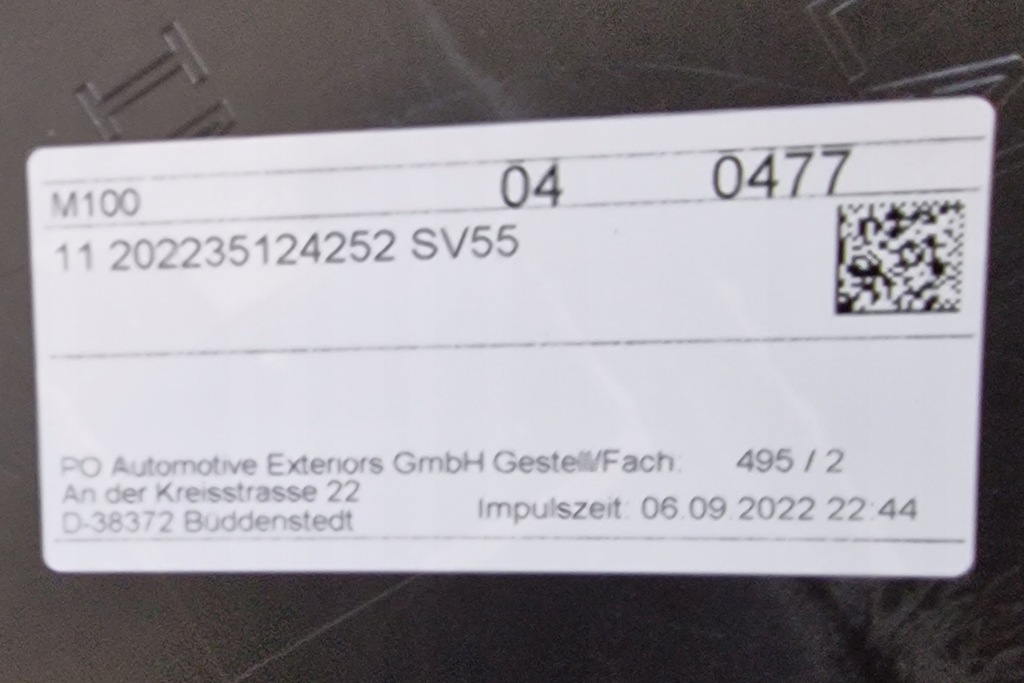 M100 04 0477
11 202235124252 SV55
PO Automotive Exteriors GmbH Gestell/Fach: 495 / 2
An der Kreisstrasse 22
D-38372 Büddenstedt Impulszeit: 06.09.2022 22:44